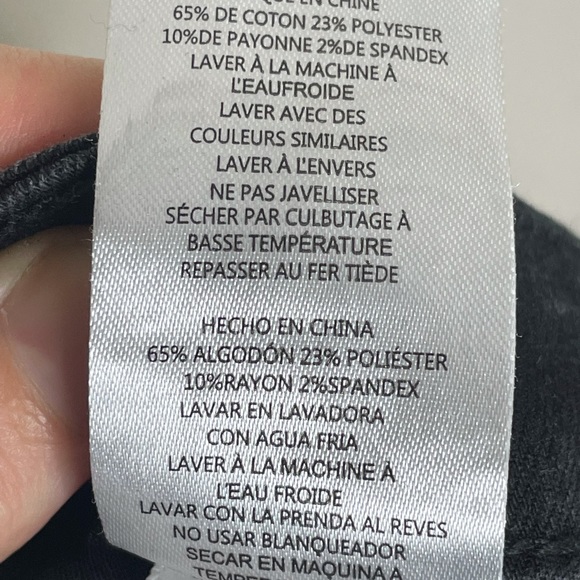 QUE EN CHINE
65% DE COTON 23% POLYESTER
10%DE PAYONNE 2%DE SPANDEX
LAVER À LA MACHINE À
L'EAUFROIDE
LAVER AVEC DES
COULEURS SIMILAIRES
LAVER À L'ENVERS
NE PAS JAVELLISER
SÉCHER PAR CULBUTAGE À
BASSE TEMPÉRATURE
REPASSER AU FER TIÈDE
HECHO EN CHINA
65% ALGODÓN 23% POLIÉSTER
10%RAYON 2%SPANDEX
LAVAR EN LAVADORA
CON AGUA FRIA
LAVER À LA MACHINE À
L'EAU FROIDE
LAVAR CON LA PRENDA AL REVES
NO USAR BLANQUEADOR
SECAR EN MAQUINA A